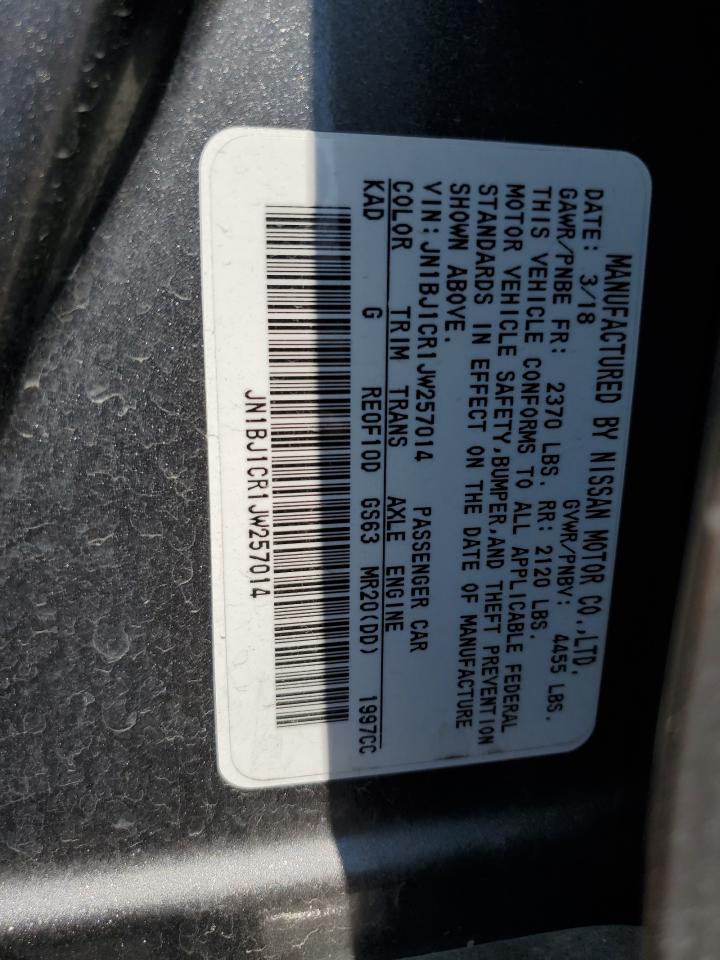 MANUFACTURED BY NISSAN MOTOR CO.,LTD.
DATE: 3/18 GVWR/PNBV: 4455 LBS.
GAWR/PNBE FR: 2370 LBS. RR: 2120 LBS.
THIS VEHICLE CONFORMS TO ALL APPLICABLE FEDERAL
MOTOR VEHICLE SAFETY,BUMPER,AND THEFT PREVENTION
STANDARDS IN EFFECT ON THE DATE OF MANUFACTURE
SHOWN ABOVE.
VIN:JN1BJ1CR1JW257014 PASSENGER CAR
COLOR TRIM TRANS AXLE ENGINE
KAD G RE0F10D GS63 MR20(DD) 1997CC
JN1BJ1CR1JW257014